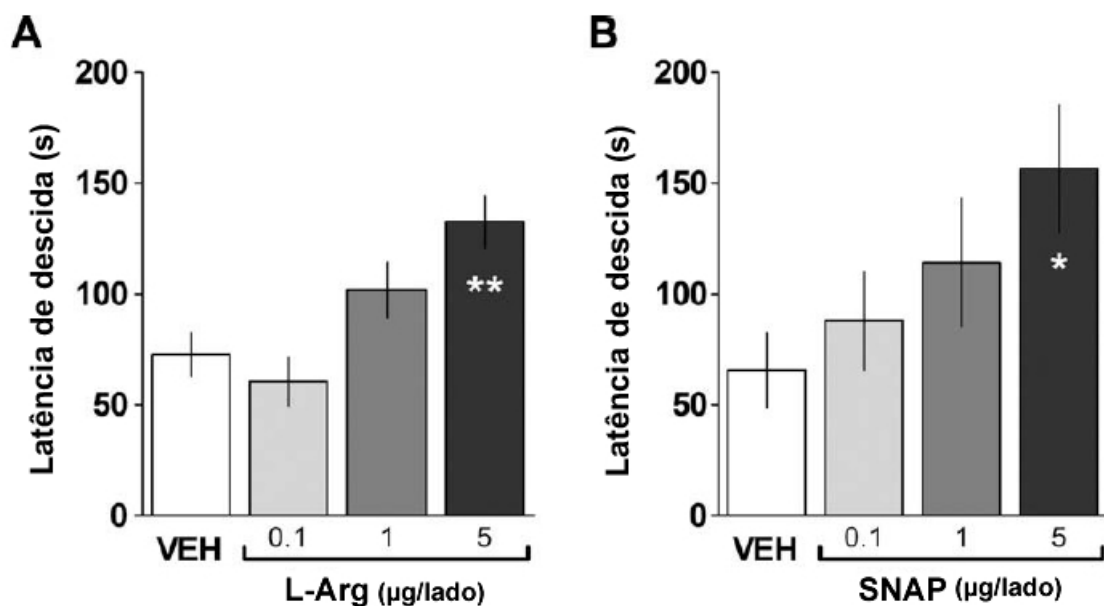 A
Latência de descida (s)
200
150
100
50
0
**
VEH
0.1
1
5
L-Arg (µg/lado)
B
Latência de descida (s)
200
150
100
50
0
*
VEH
0.1
1
5
SNAP (µg/lado)